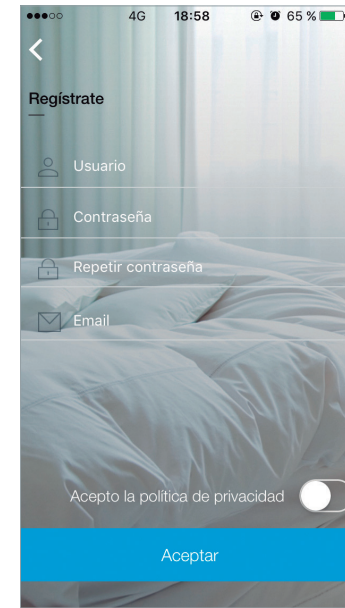 4G 18:58 65 %
Regístrate
Usuario
Contraseña
Repetir contraseña
Email
Acepto la política de privacidad
Aceptar